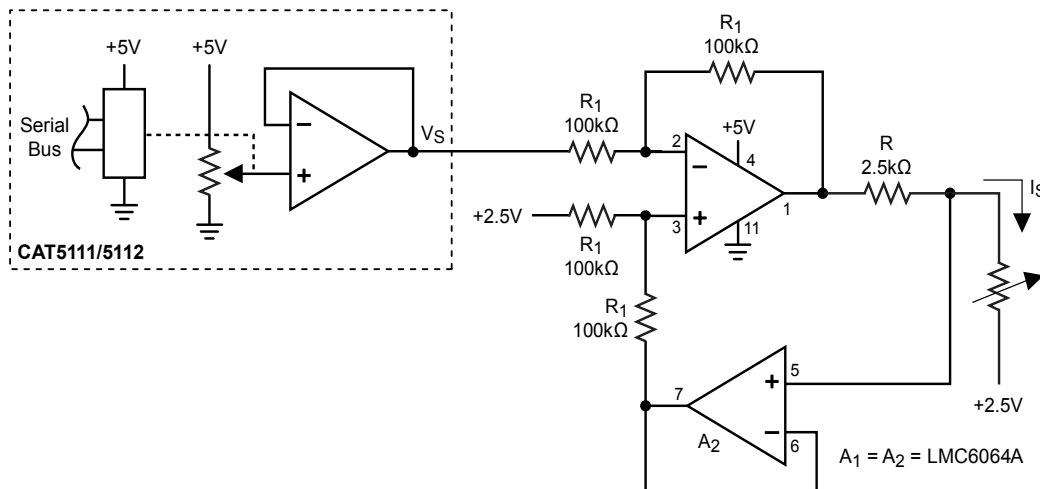 +5V
+5V
Serial
Bus
−
+
VS
CAT5111/5112
R1
100kΩ
R1
100kΩ
+5V
2
−
4
3
+
11
1
+2.5V
R1
100kΩ
R1
100kΩ
R
2.5kΩ
IS
+2.5V
7
+
5
−
6
A2
A1 = A2 = LMC6064A